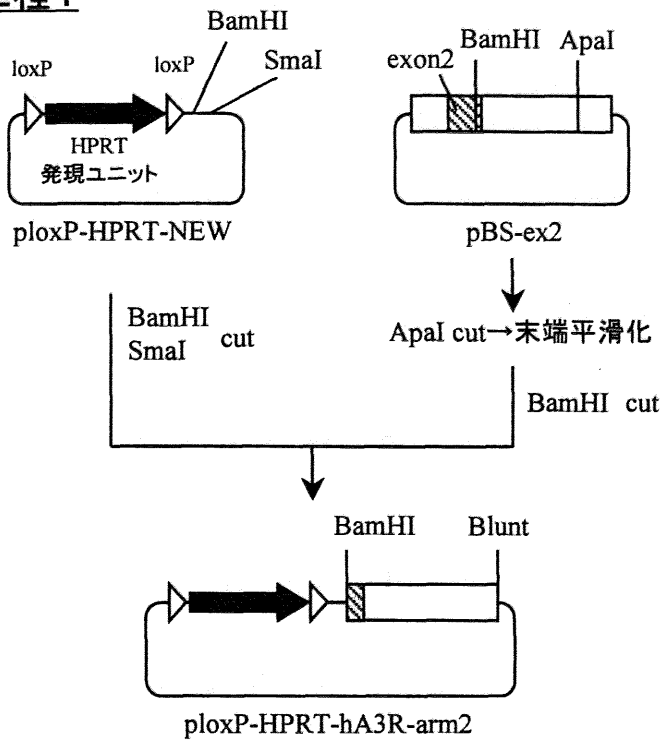 BamHI
SmaI
loxP
loxP
HPRT
発現ユニット
ploxP-HPRT-NEW
exon2
BamHI
ApaI
pBS-ex2
BamHI
SmaI
cut
ApaI cut→末端平滑化
BamHI cut
BamHI
Blunt
ploxP-HPRT-hA3R-arm2